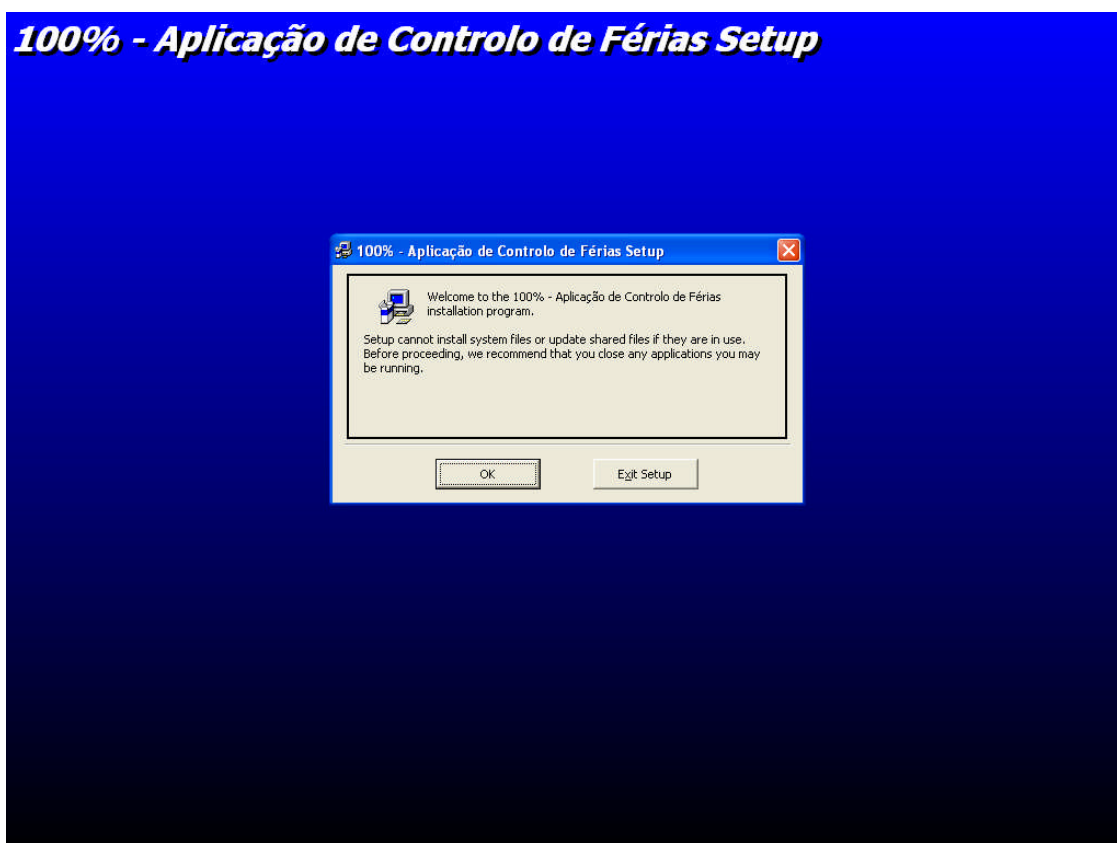 100% - Aplicação de Controlo de Férias Setup
100% - Aplicação de Controlo de Férias Setup
Welcome to the 100% - Aplicação de Controlo de Férias
installation program.
Setup cannot install system files or update shared files if they are in use.
Before proceeding, we recommend that you close any applications you may
be running.
OK
Exit Setup